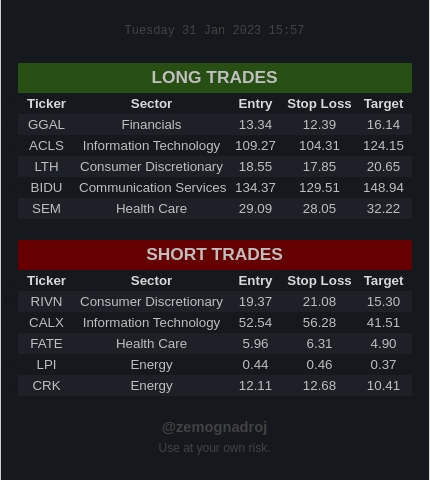 Tuesday 31 Jan 2023 15:57
LONG TRADES
Ticker Sector Entry Stop Loss Target
GGAL Financials 13.34 12.39 16.14
ACLS Information Technology 109.27 104.31 124.15
LTH Consumer Discretionary 18.55 17.85 20.65
BIDU Communication Services 134.37 129.51 148.94
SEM Health Care 29.09 28.05 32.22
SHORT TRADES
Ticker Sector Entry Stop Loss Target
RIVN Consumer Discretionary 19.37 21.08 15.30
CALX Information Technology 52.54 56.28 41.51
FATE Health Care 5.96 6.31 4.90
LPI Energy 0.44 0.46 0.37
CRK Energy 12.11 12.68 10.41
@zemognadroj
Use at your own risk.